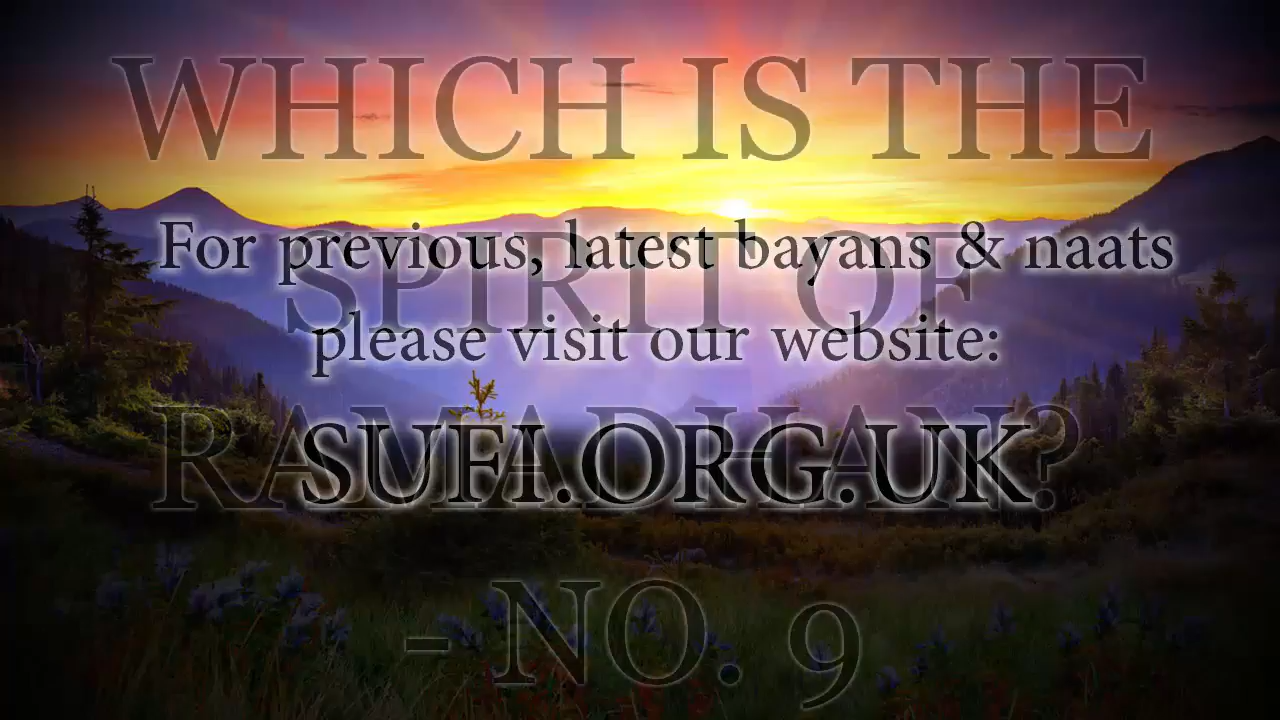 WHICH IS THE
SPIRIT OF
RAMADHAN?
- NO. 9
For previous, latest bayans & naats
please visit our website:
SUFI.ORG.UK